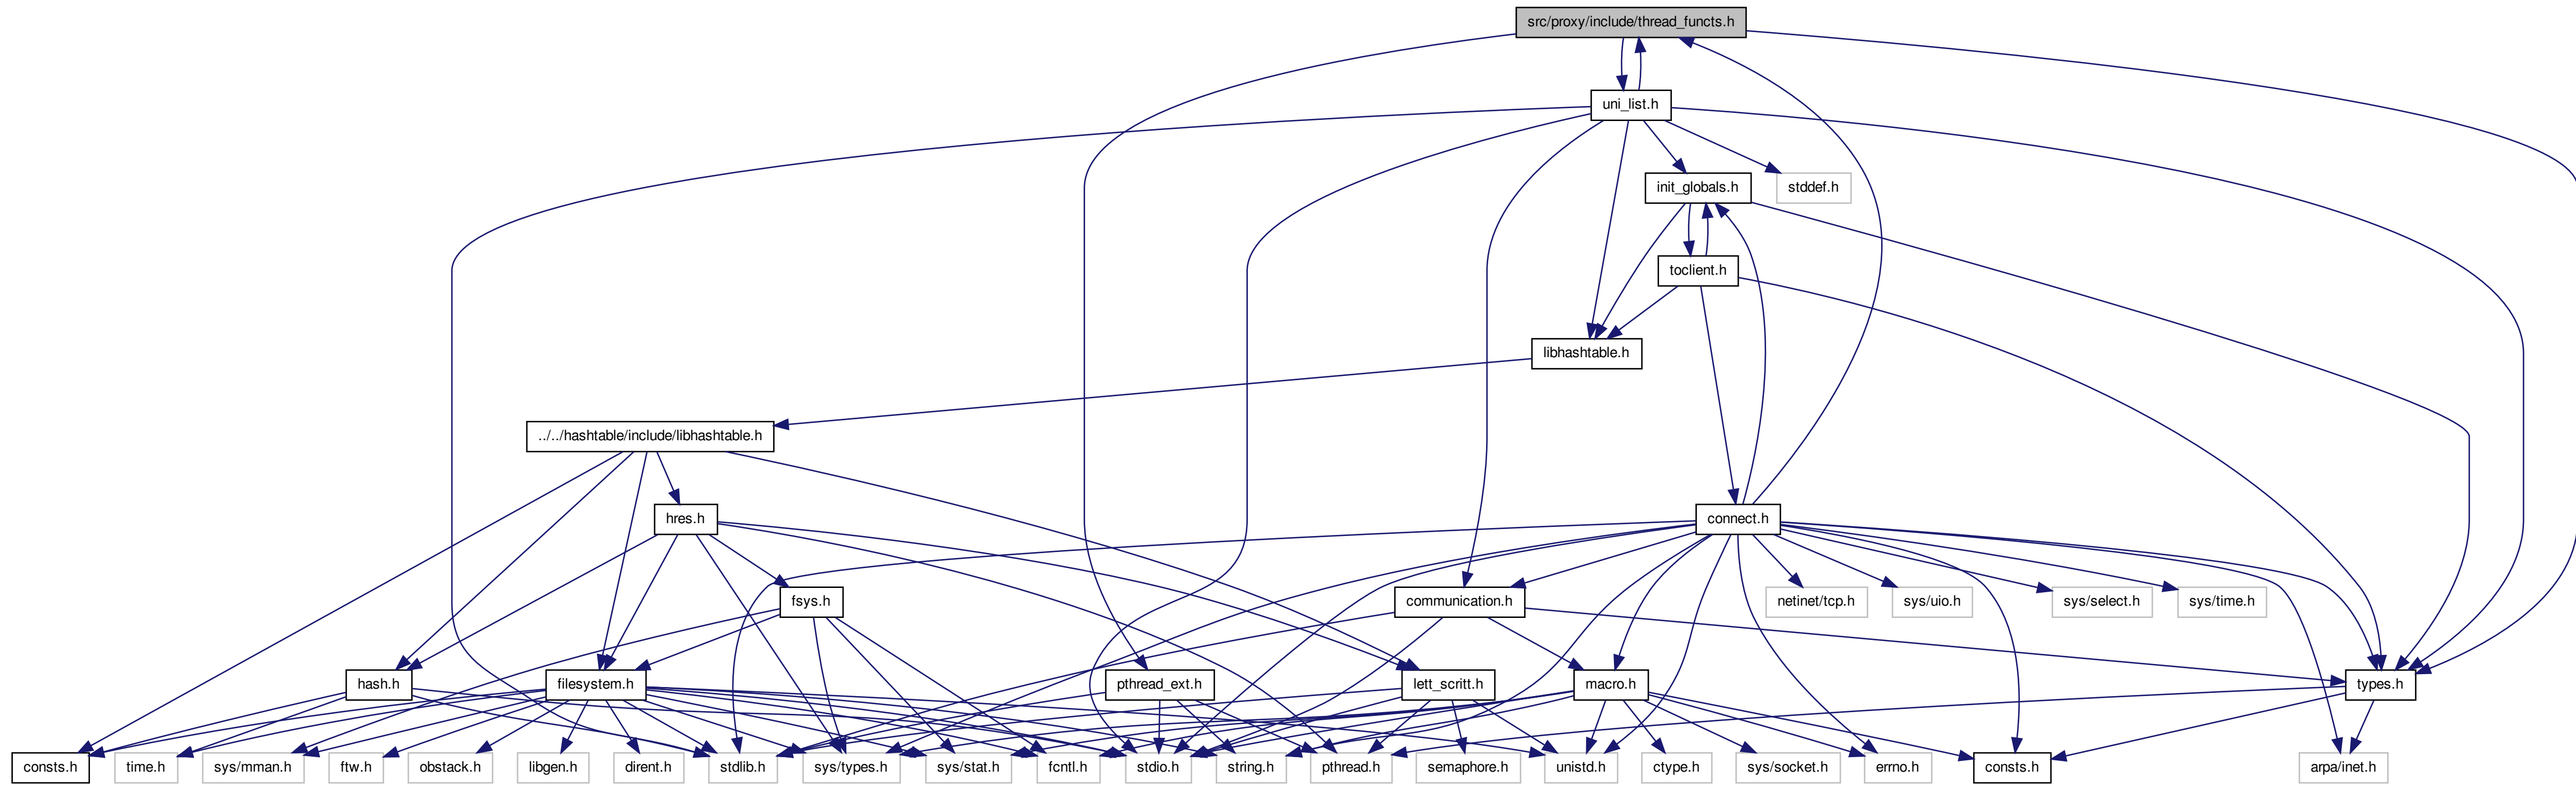 src/proxy/include/thread_functs.h
uni_list.h
init_globals.h
stddef.h
toclient.h
libhashtable.h
../../hashtable/include/libhashtable.h
hres.h
connect.h
fsys.h
communication.h
netinet/tcp.h
sys/uio.h
sys/select.h
sys/time.h
hash.h
filesystem.h
pthread_ext.h
lett_scritt.h
macro.h
types.h
consts.h
time.h
sys/mman.h
ftw.h
obstack.h
libgen.h
dirent.h
stdlib.h
sys/types.h
sys/stat.h
fcntl.h
stdio.h
string.h
pthread.h
semaphore.h
unistd.h
ctype.h
sys/socket.h
errno.h
consts.h
arpa/inet.h